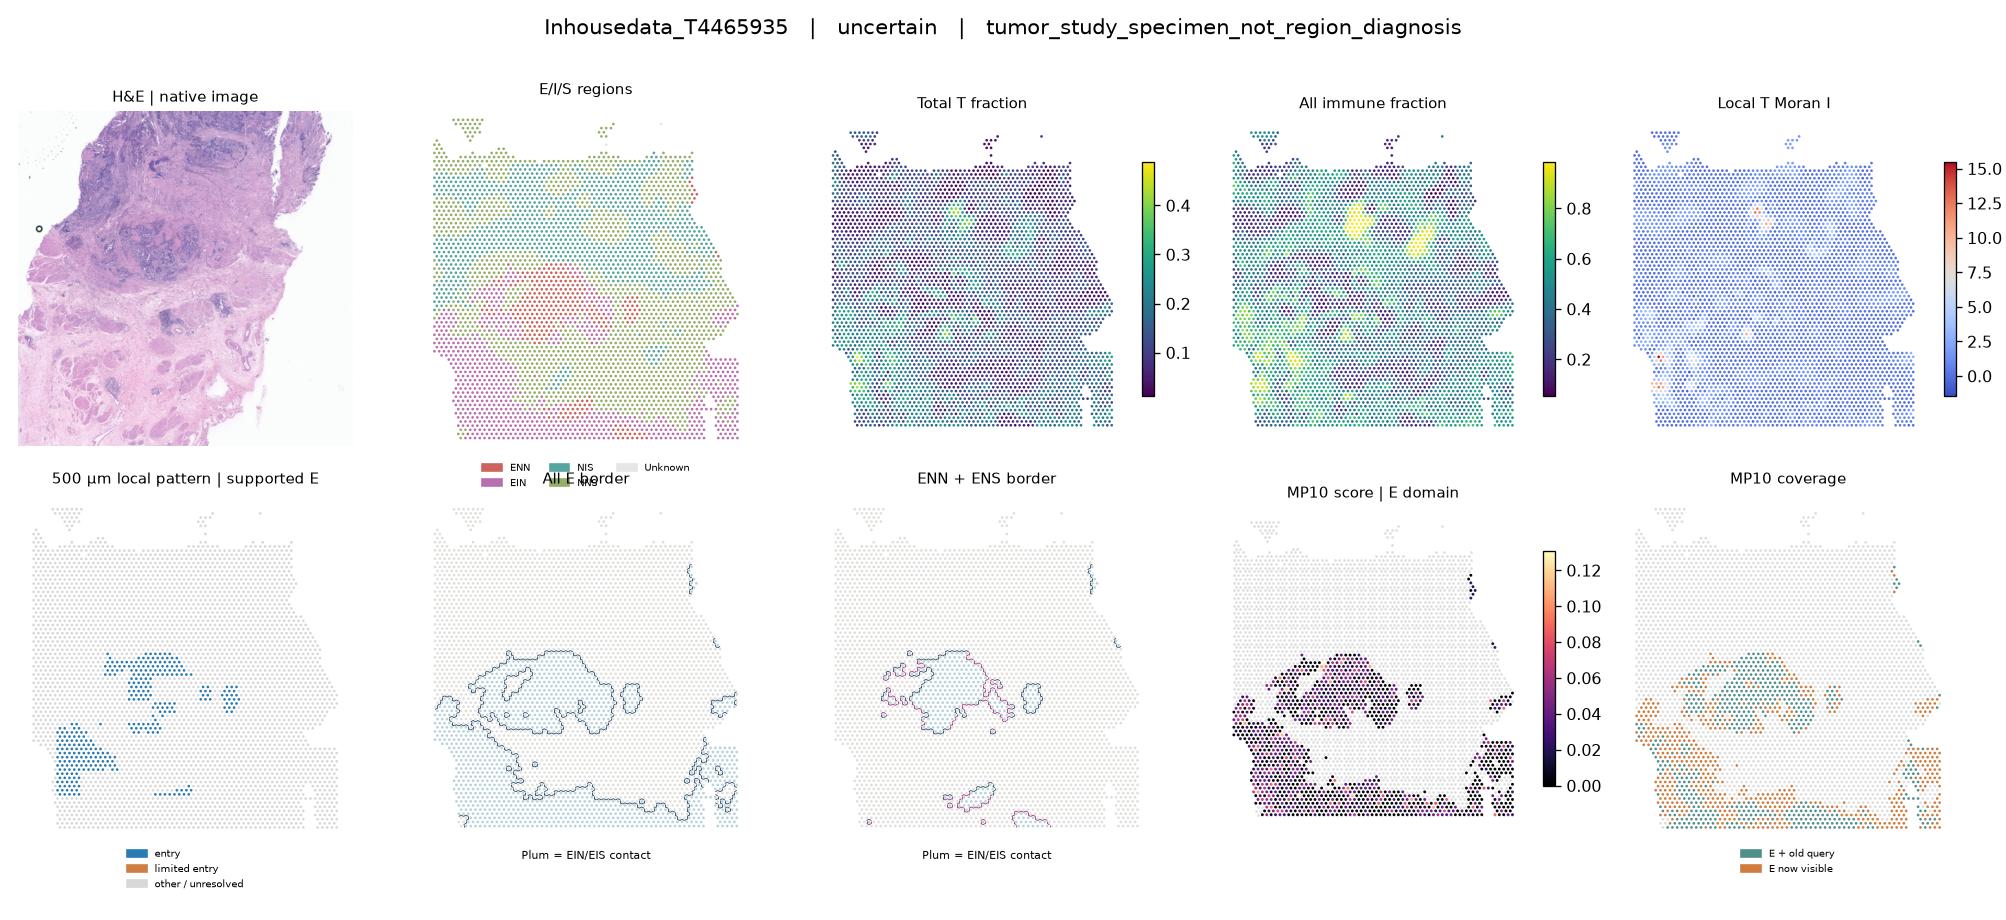 Inhousedata_T4465935 | uncertain | tumor_study_specimen_not_region_diagnosis
H&E | native image
E/I/S regions
Total T fraction
All immune fraction
Local T Moran I
0.4
0.3
0.2
0.1
0.8
0.6
0.4
0.2
15.0
12.5
10.0
7.5
5.0
2.5
0.0
ENN
NIS
Unknown
EIN
NNS
500 µm local pattern | supported E
All E border
ENN + ENS border
MP10 score | E domain
MP10 coverage
0.12
0.10
0.08
0.06
0.04
0.02
0.00
entry
limited entry
other / unresolved
Plum = EIN/EIS contact
Plum = EIN/EIS contact
E + old query
E now visible